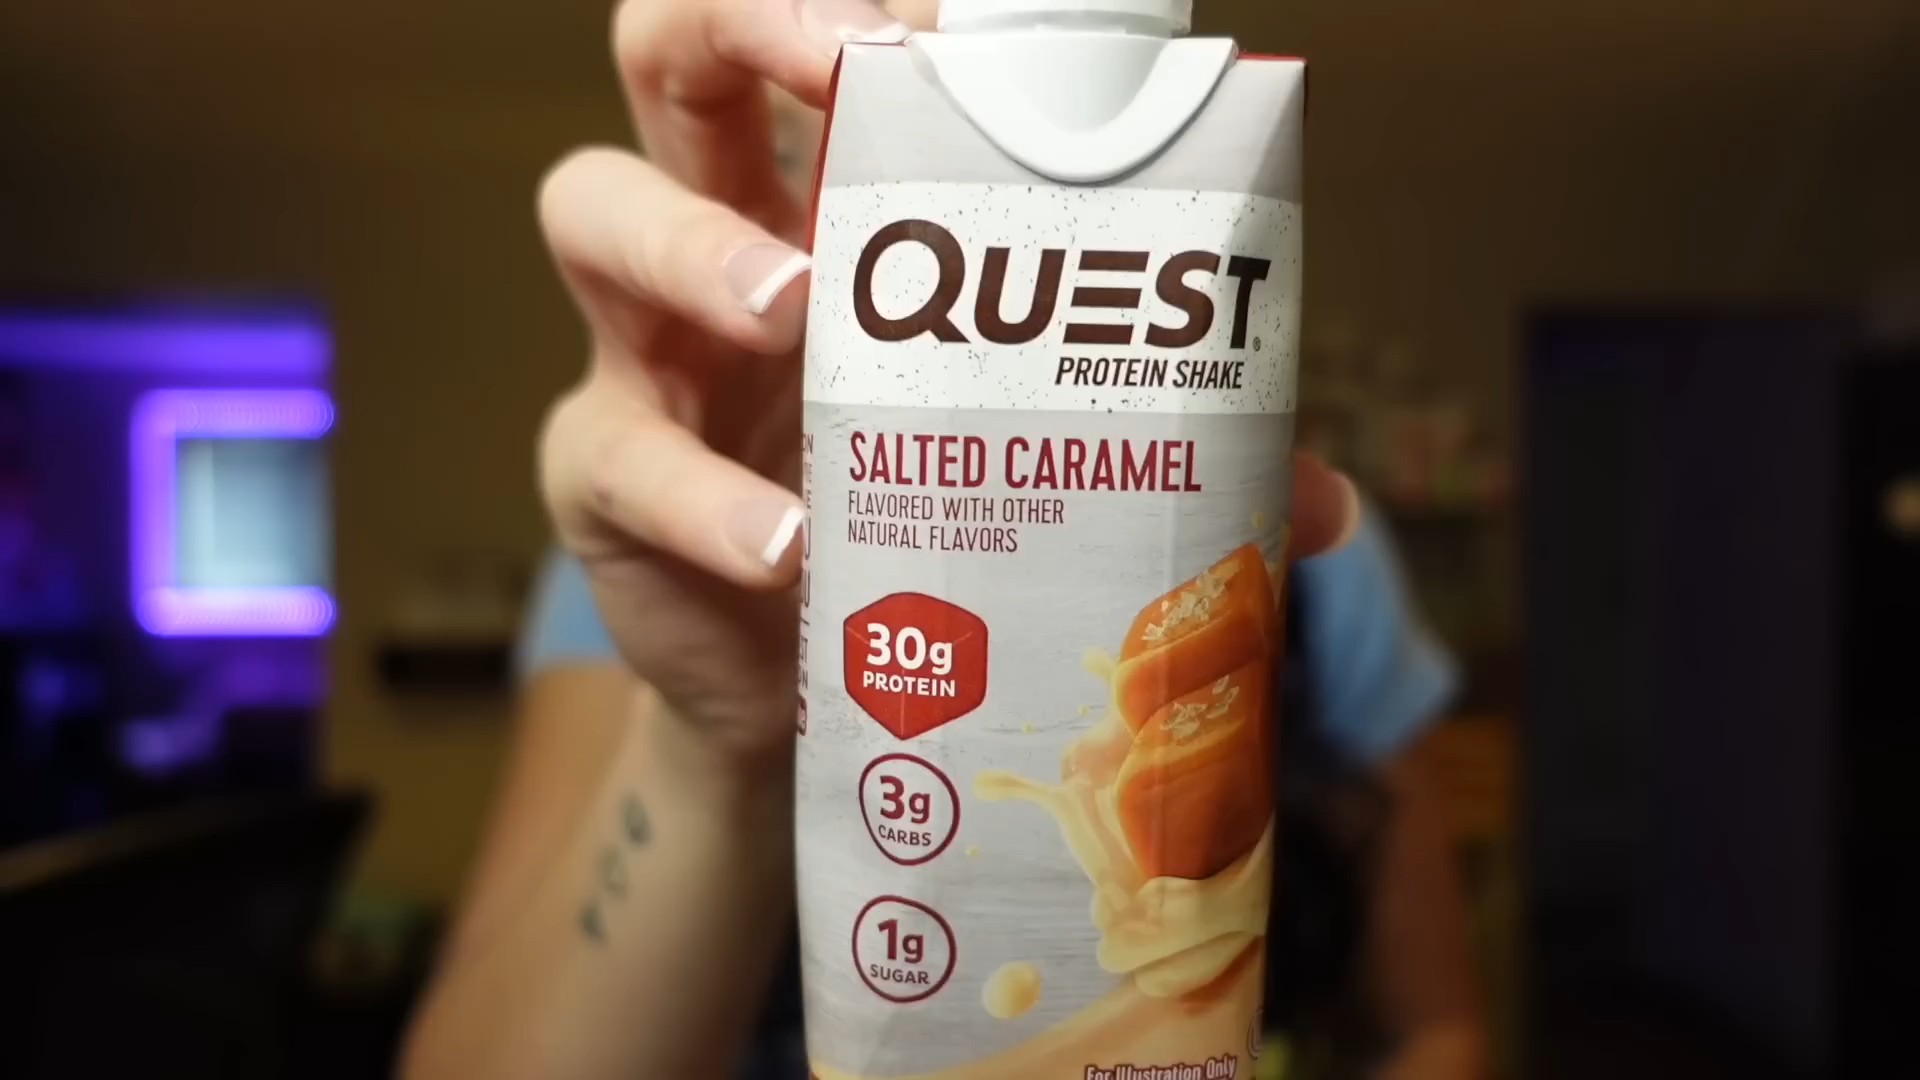 QUEST®
PROTEIN SHAKE
SALTED CARAMEL
FLAVORED WITH OTHER
NATURAL FLAVORS
30g
PROTEIN
3g
CARBS
1g
SUGAR
For Illustration Only